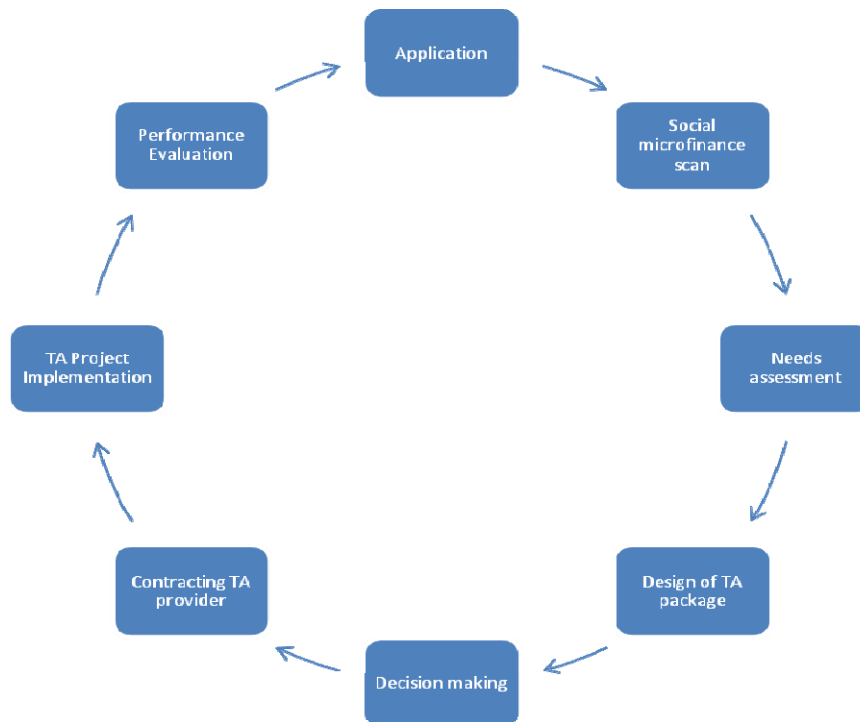 Application
Social
microfinance
scan
Needs
assessment
Design of TA
package
Decision making
Contracting TA
provider
TA Project
Implementation
Performance
Evaluation